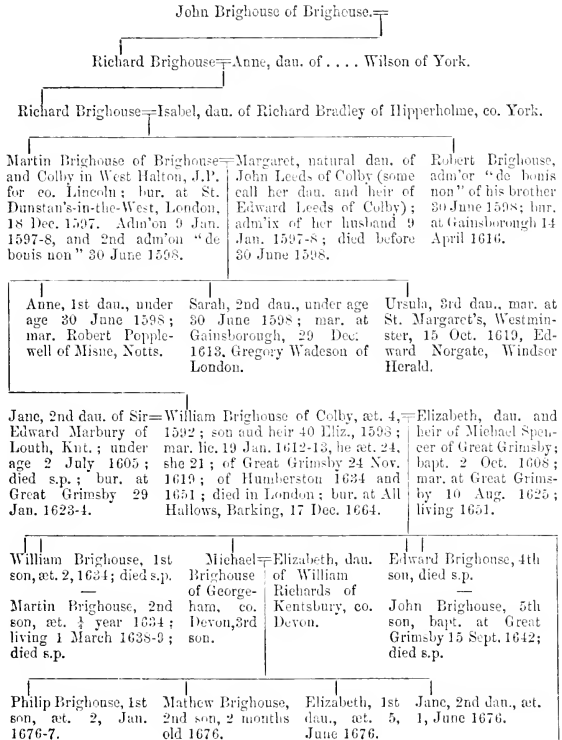 John Brighouse of Brighouse.=
Richard Brighouse=Anne, dau. of . . . . Wilson of York.
Richard Brighouse=Isabel, dau. of Richard Bradley of Hipperholme, co. York.
Martin Brighouse of Brighouse=
and Colby in West Halton, J.P.
for co. Lincoln; bur. at St.
Dunstan's-in-the-West, London,
18 Dec. 1597. Adm'on 9 Jan.
1597-8, and 2nd adm'on "de
bonis non" 30 June 1598.
Margaret, natural dau. of
John Leeds of Colby (some
call her dau. and heir of
Edward Leeds of Colby);
adm'ix of her husband 9
Jan. 1597-8; died before
30 June 1598.
Robert Brighouse,
adm'or "de bonis
non" of his brother
30 June 1598; bur.
at Gainsborough 14
April 1616.
Anne, 1st dau., under
age 30 June 1598;
mar. Robert Popple-
well of Misne, Notts.
Sarah, 2nd dau., under age
30 June 1598; mar. at
Gainsborough, 29 Dec.
1613, Gregory Wadeson of
London.
Ursula, 3rd dau., mar. at
St. Margaret's, Westmin-
ster, 15 Oct. 1619, Ed-
ward Norgate, Windsor
Herald.
Jane, 2nd dau. of Sir=
Edward Marbury of
Louth, Knt.; under
age 2 July 1605;
died s.p.; bur. at
Great Grimsby 29
Jan. 1623-4.
William Brighouse of Colby, æt. 4,=
1592; son and heir 40 Eliz., 1598;
mar. lic. 19 Jan. 1612-13, he æt. 24,
she 21; of Great Grimsby 24 Nov.
1619; of Humberston 1634 and
1651; died in London; bur. at All
Hallows, Barking, 17 Dec. 1664.
Elizabeth, dau. and
heir of Michael Spen-
cer of Great Grimsby;
bapt. 2 Oct. 1608;
mar. at Great Grims-
by 10 Aug. 1625;
living 1651.
William Brighouse, 1st
son, æt. 2, 1634; died s.p.
—
Martin Brighouse, 2nd
son, æt. year 1634;
living 1 March 1638-9;
died s.p.
Michael=
Brighouse
of George-
ham, co.
Devon, 3rd
son.
Elizabeth, dau.
of William
Richards of
Kentsbury, co.
Devon.
Edward Brighouse, 4th
son, died s.p.
—
John Brighouse, 5th
son, bapt. at Great
Grimsby 15 Sept. 1642;
died s.p.
Philip Brighouse, 1st
son, æt. 2, Jan.
1676-7.
Mathew Brighouse,
2nd son, 2 months
old 1676.
Elizabeth, 1st
dau., æt. 5,
June 1676.
Jane, 2nd dau., æt.
1, June 1676.